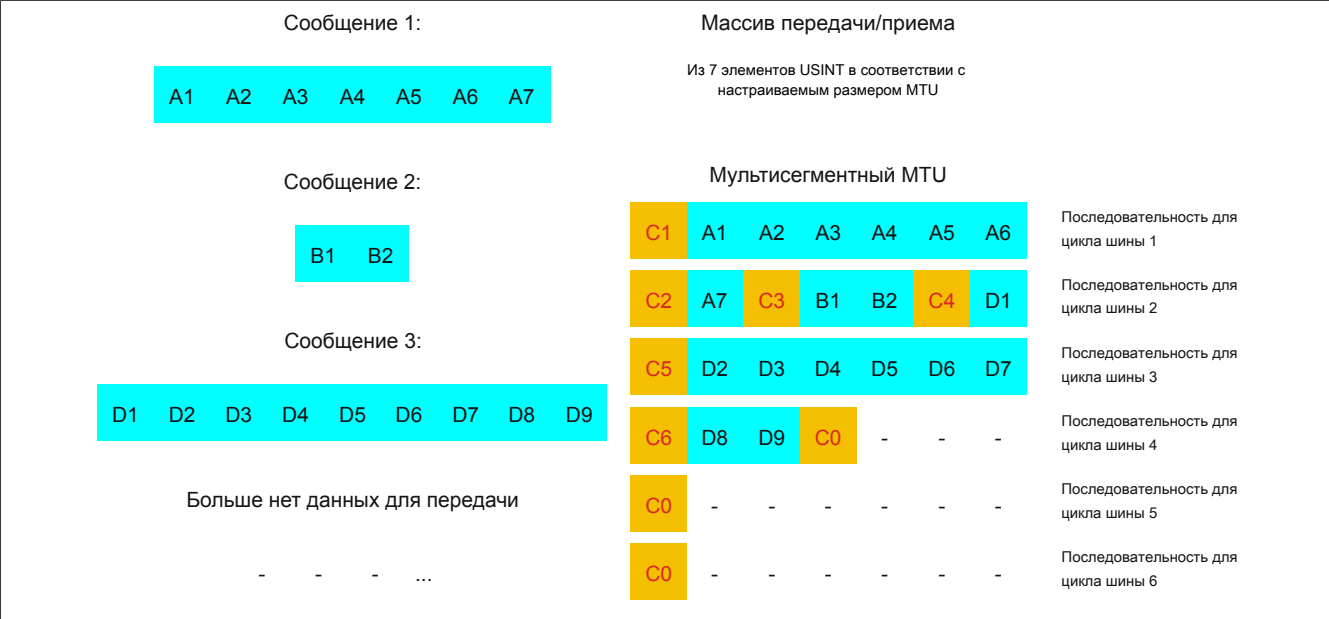 Сообщение 1:
A1 A2 A3 A4 A5 A6 A7
Сообщение 2:
B1 B2
Сообщение 3:
D1 D2 D3 D4 D5 D6 D7 D8 D9
Больше нет данных для передачи
- - - ...
Массив передачи/приема
Из 7 элементов USINT в соответствии с
настраиваемым размером MTU
Мультисегментный MTU
C1 A1 A2 A3 A4 A5 A6
Последовательность для
цикла шины 1
C2 A7 C3 B1 B2 C4 D1
Последовательность для
цикла шины 2
C5 D2 D3 D4 D5 D6 D7
Последовательность для
цикла шины 3
C6 D8 D9 C0 - - -
Последовательность для
цикла шины 4
C0 - - - - - -
Последовательность для
цикла шины 5
C0 - - - - - -
Последовательность для
цикла шины 6